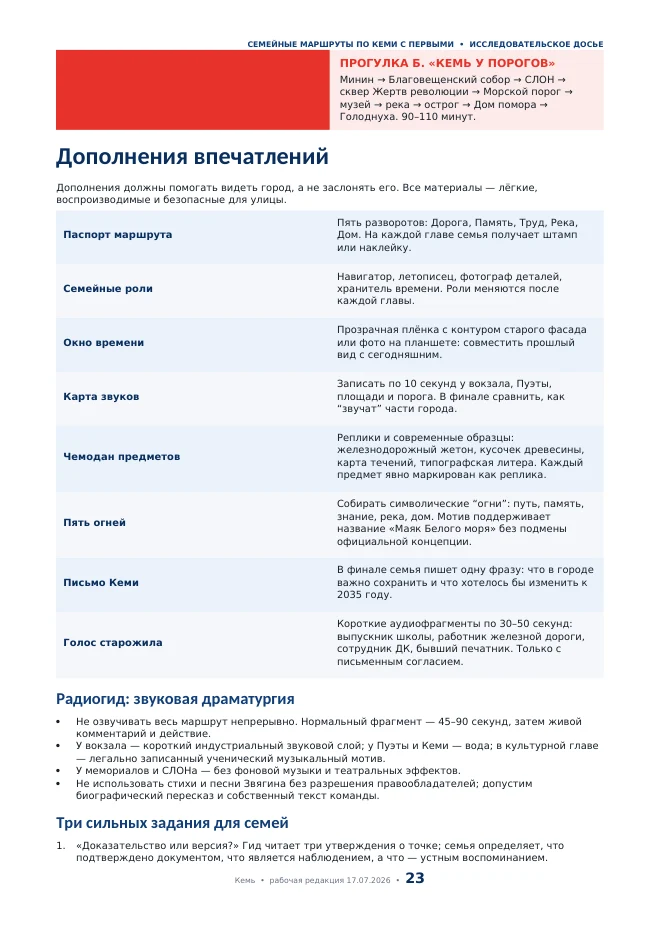 СЕМЕЙНЫЕ МАРШРУТЫ ПО КЕМИ С ПЕРВЫМИ • ИССЛЕДОВАТЕЛЬСКОЕ ДОСЬЕ
ПРОГУЛКА Б. «КЕМЬ У ПОРОГОВ»
Минин → Благовещенский собор → СЛОН →
сквер Жертв революции → Морской порог →
музей → река → острог → Дом помора →
Голоднуха. 90–110 минут.
Дополнения впечатлений
Дополнения должны помогать видеть город, а не заслонять его. Все материалы — лёгкие,
воспроизводимые и безопасные для улицы.
Паспорт маршрута
Пять разворотов: Дорога, Память, Труд, Река,
Дом. На каждой главе семья получает штамп
или наклейку.
Семейные роли
Навигатор, летописец, фотограф деталей,
хранитель времени. Роли меняются после
каждой главы.
Окно времени
Прозрачная плёнка с контуром старого фасада
или фото на планшете: совместить прошлый
вид с сегодняшним.
Карта звуков
Записать по 10 секунд у вокзала, Пуэты,
площади и порога. В финале сравнить, как
“звучат” части города.
Чемодан предметов
Реплики и современные образцы:
железнодорожный жетон, кусочек древесины,
карта течений, типографская литера. Каждый
предмет явно маркирован как реплика.
Пять огней
Собирать символические “огни”: путь, память,
знание, река, дом. Мотив поддерживает
название «Маяк Белого моря» без подмены
официальной концепции.
Письмо Кеми
В финале семья пишет одну фразу: что в городе
важно сохранить и что хотелось бы изменить к
2035 году.
Голос старожила
Короткие аудиофрагменты по 30–50 секунд:
выпускник школы, работник железной дороги,
сотрудник ДК, бывший печатник. Только с
письменным согласием.
Радиогид: звуковая драматургия
• Не озвучивать весь маршрут непрерывно. Нормальный фрагмент — 45–90 секунд, затем живой
комментарий и действие.
• У вокзала — короткий индустриальный звуковой слой; у Пуэты и Кеми — вода; в культурной главе
— легально записанный ученический музыкальный мотив.
• У мемориалов и СЛОНа — без фоновой музыки и театральных эффектов.
• Не использовать стихи и песни Звягина без разрешения правообладателей; допустим
биографический пересказ и собственный текст команды.
Три сильных задания для семей
1. «Доказательство или версия?» Гид читает три утверждения о точке; семья определяет, что
подтверждено документом, что является наблюдением, а что — устным воспоминанием.
Кемь • рабочая редакция 17.07.2026 • 23